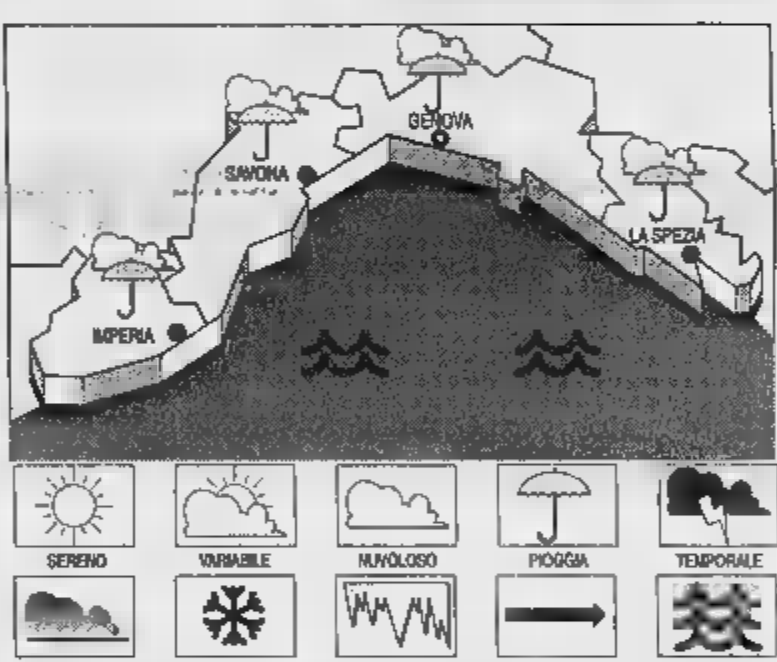 GENOVA
SAVONA
LA SPEZIA
IMPERIA
SERENO
VARIABILE
NUVOLOSO
PIOGGIA
TEMPORALE